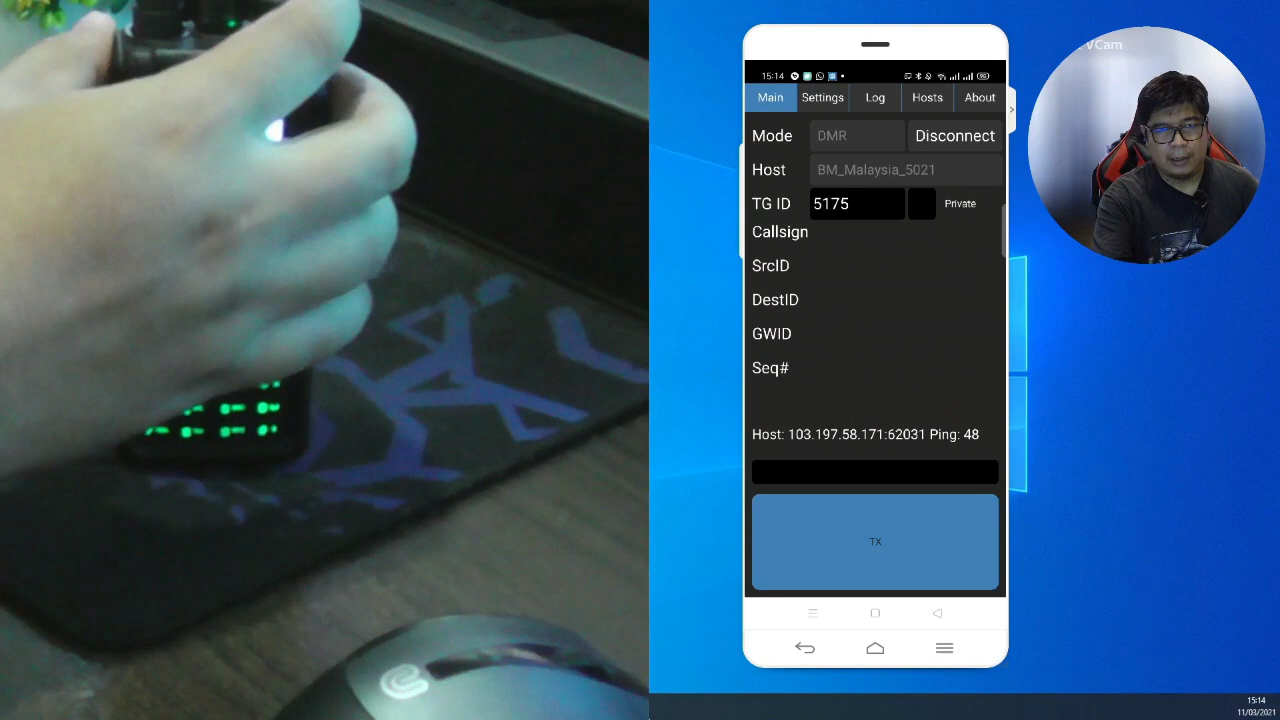 VCam
15:14
Main Settings Log Hosts About
Mode DMR Disconnect
Host BM_Malaysia_5021
TG ID 5175 Private
Callsign
SrcID
DestID
GWID
Seq#
Host: 103.197.58.171:62031 Ping: 48
TX
15:14
11/03/2021